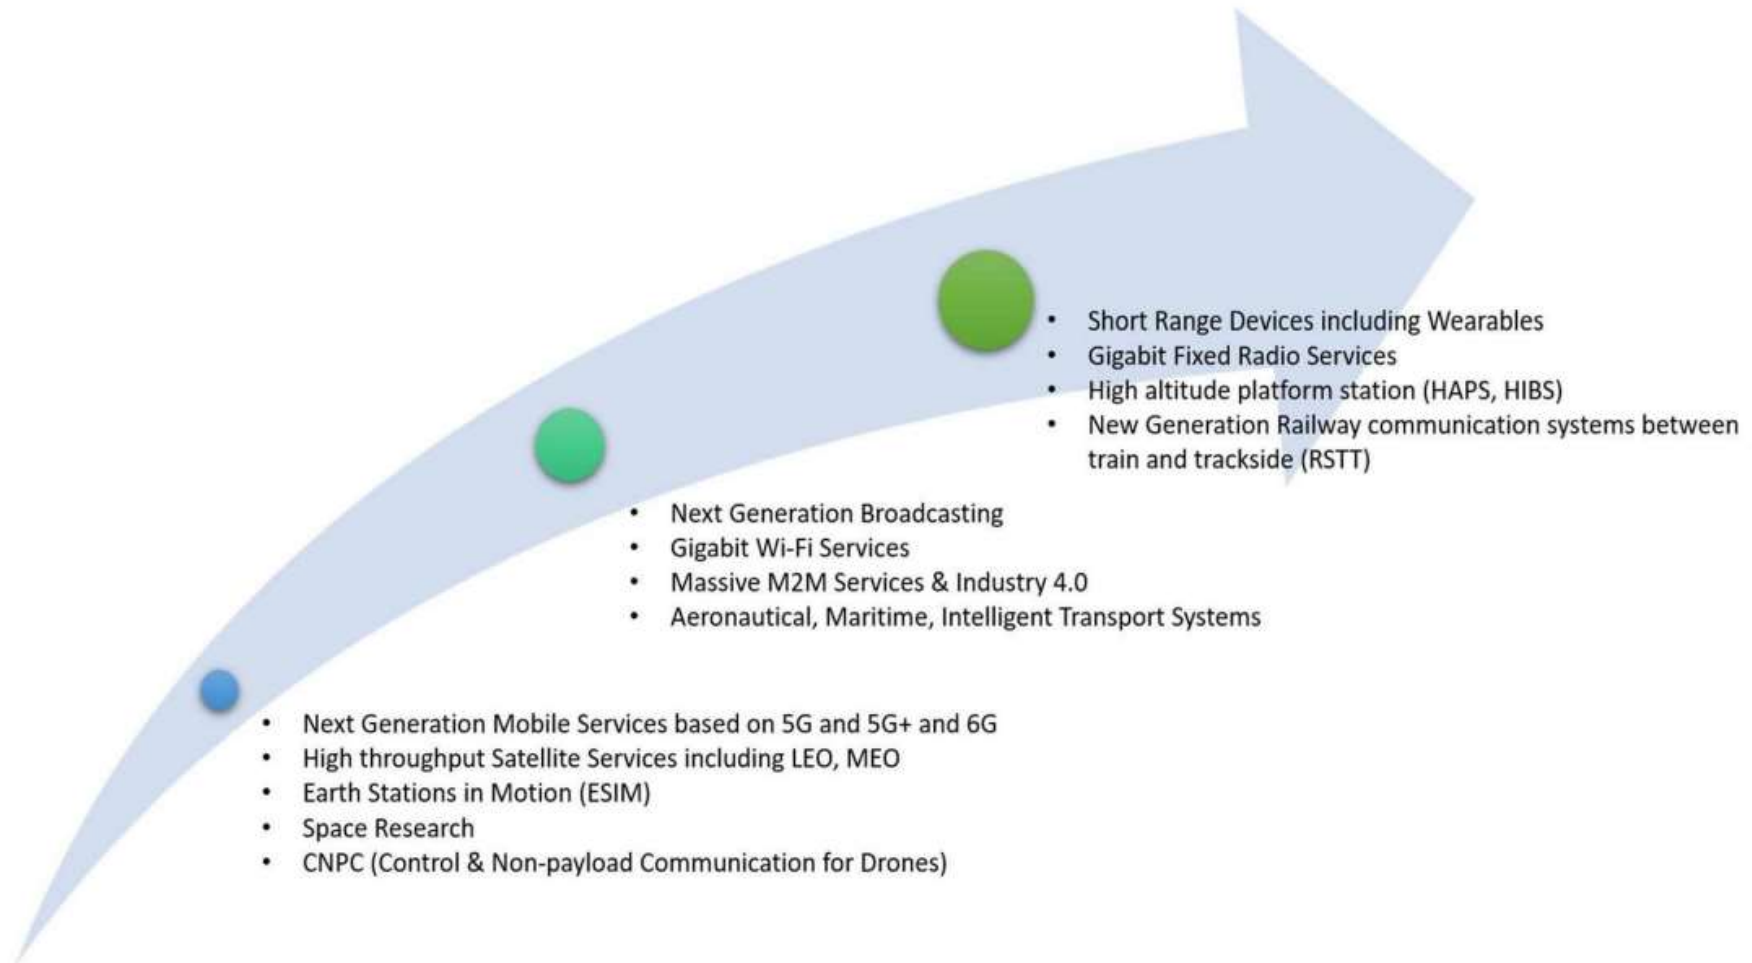 • Short Range Devices including Wearables
• Gigabit Fixed Radio Services
• High altitude platform station (HAPS, HIBS)
• New Generation Railway communication systems between
train and trackside (RSTT)
• Next Generation Broadcasting
• Gigabit Wi-Fi Services
• Massive M2M Services & Industry 4.0
• Aeronautical, Maritime, Intelligent Transport Systems
• Next Generation Mobile Services based on 5G and 5G+ and 6G
• High throughput Satellite Services including LEO, MEO
• Earth Stations in Motion (ESIM)
• Space Research
• CNPC (Control & Non-payload Communication for Drones)